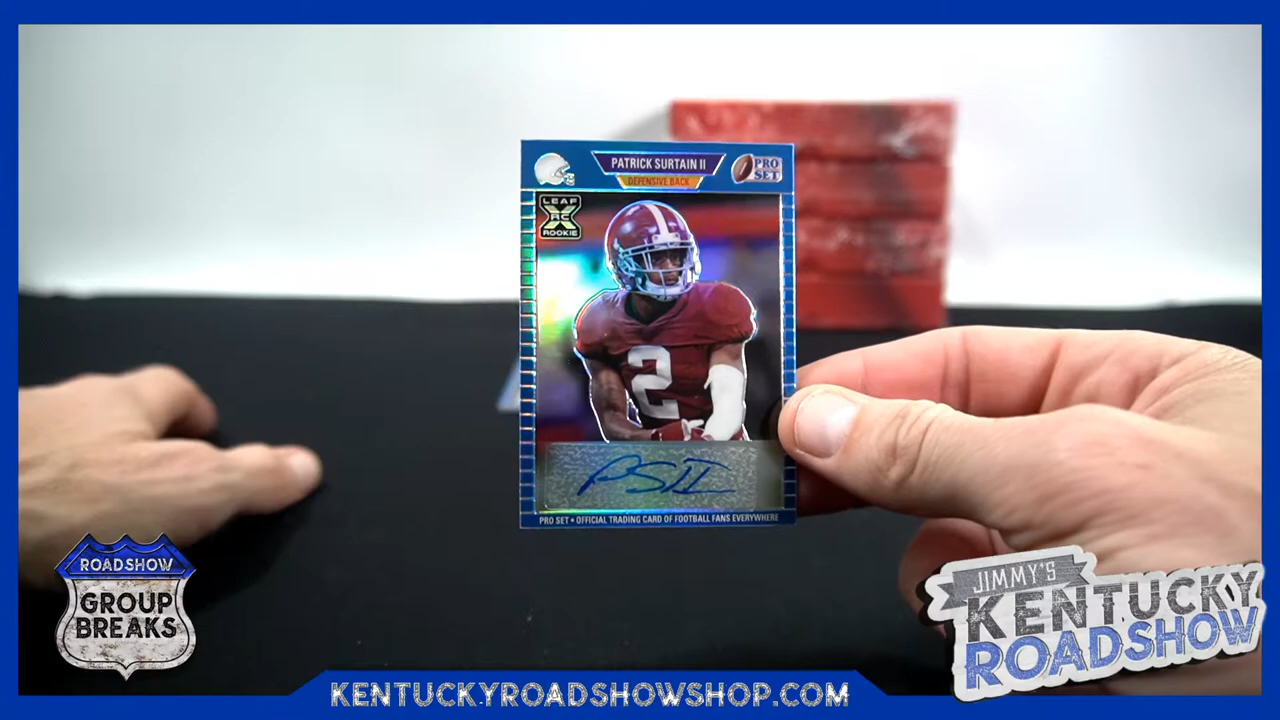 PATRICK SURTAIN II
DEFENSIVE BACK
PRO
SET
LEAF
RC
ROOKIE
2
PSII
PRO SET • OFFICIAL TRADING CARD OF FOOTBALL FANS EVERYWHERE
ROADSHOW
GROUP
BREAKS
JIMMY'S
KENTUCKY
ROADSHOW
KENTUCKYROADSHOWSHOP.COM